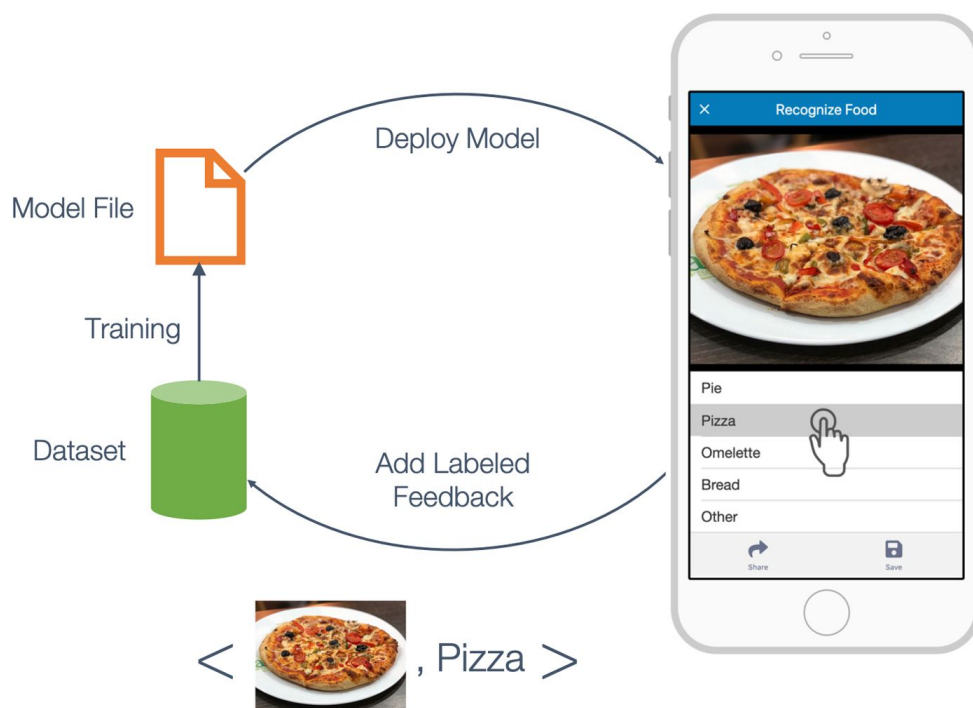 Deploy Model
Model File
Training
Dataset
Add Labeled
Feedback
< , Pizza >
× Recognize Food
Pie
Pizza
Omelette
Bread
Other
Share Save